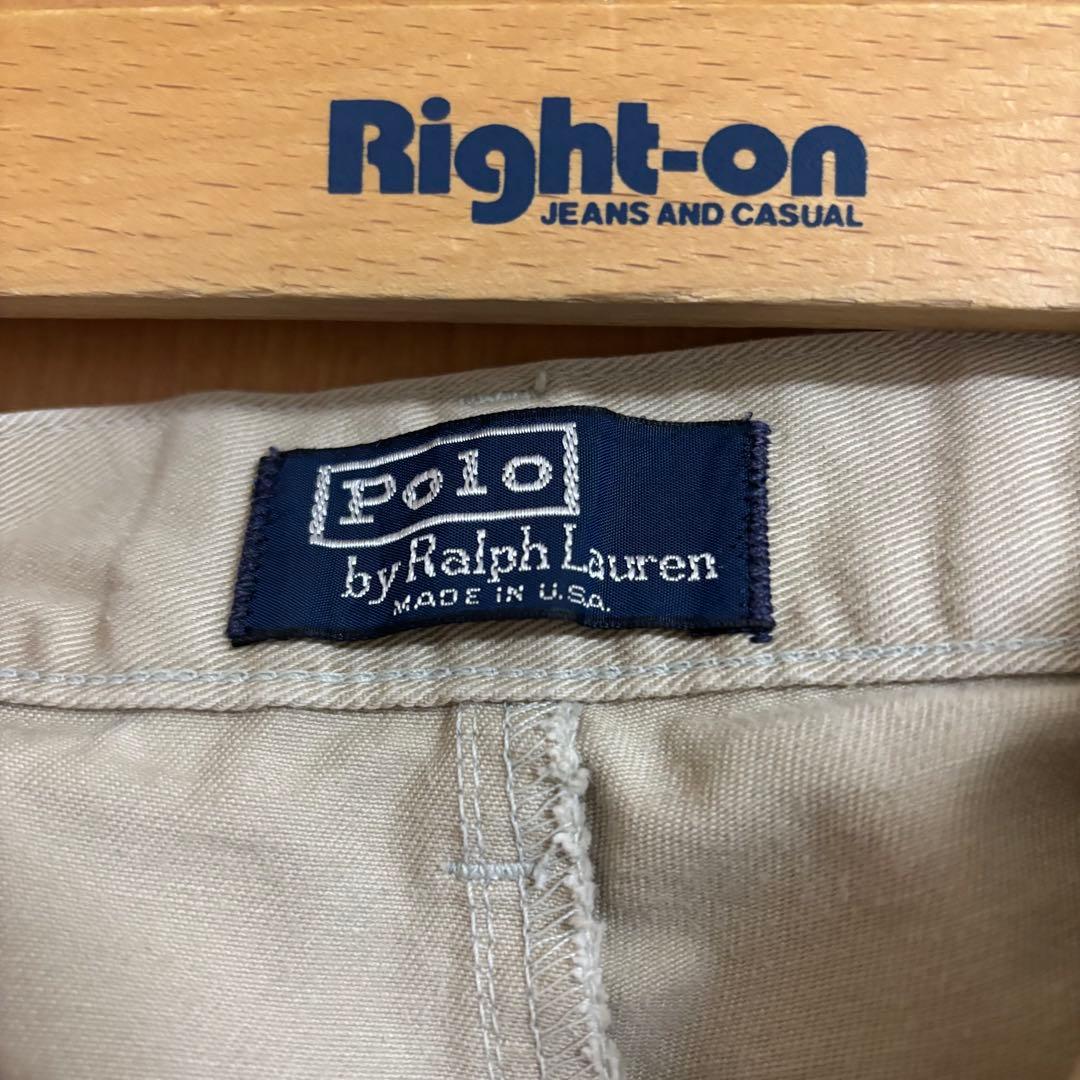 Right-on
JEANS AND CASUAL
Polo
by Ralph Lauren
MADE IN U.S.A.